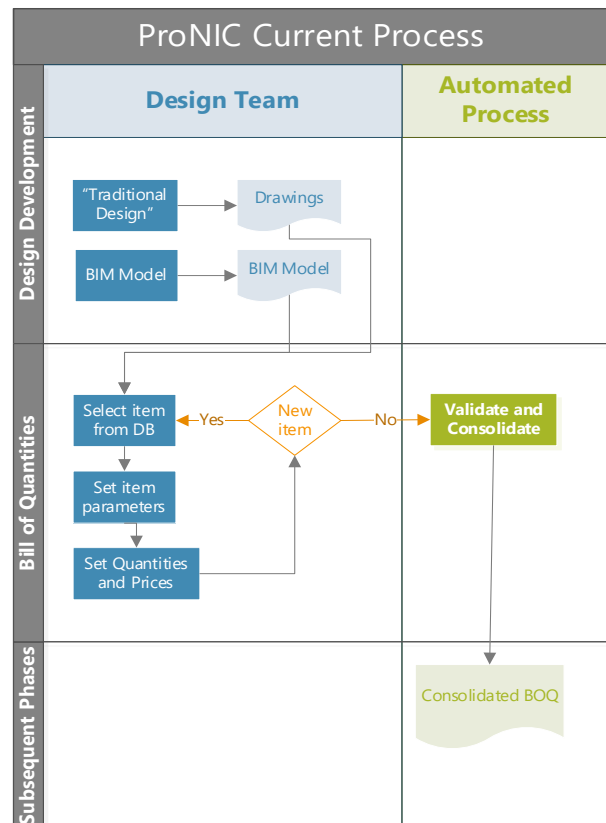 ProNIC Current Process
Design Team
Automated
Process
Design Development
"Traditional
Design"
Drawings
BIM Model
BIM Model
Bill of Quantities
Select item
from DB
Yes
New
item
No
Validate and
Consolidate
Set item
parameters
Set Quantities
and Prices
Subsequent Phases
Consolidated BOQ